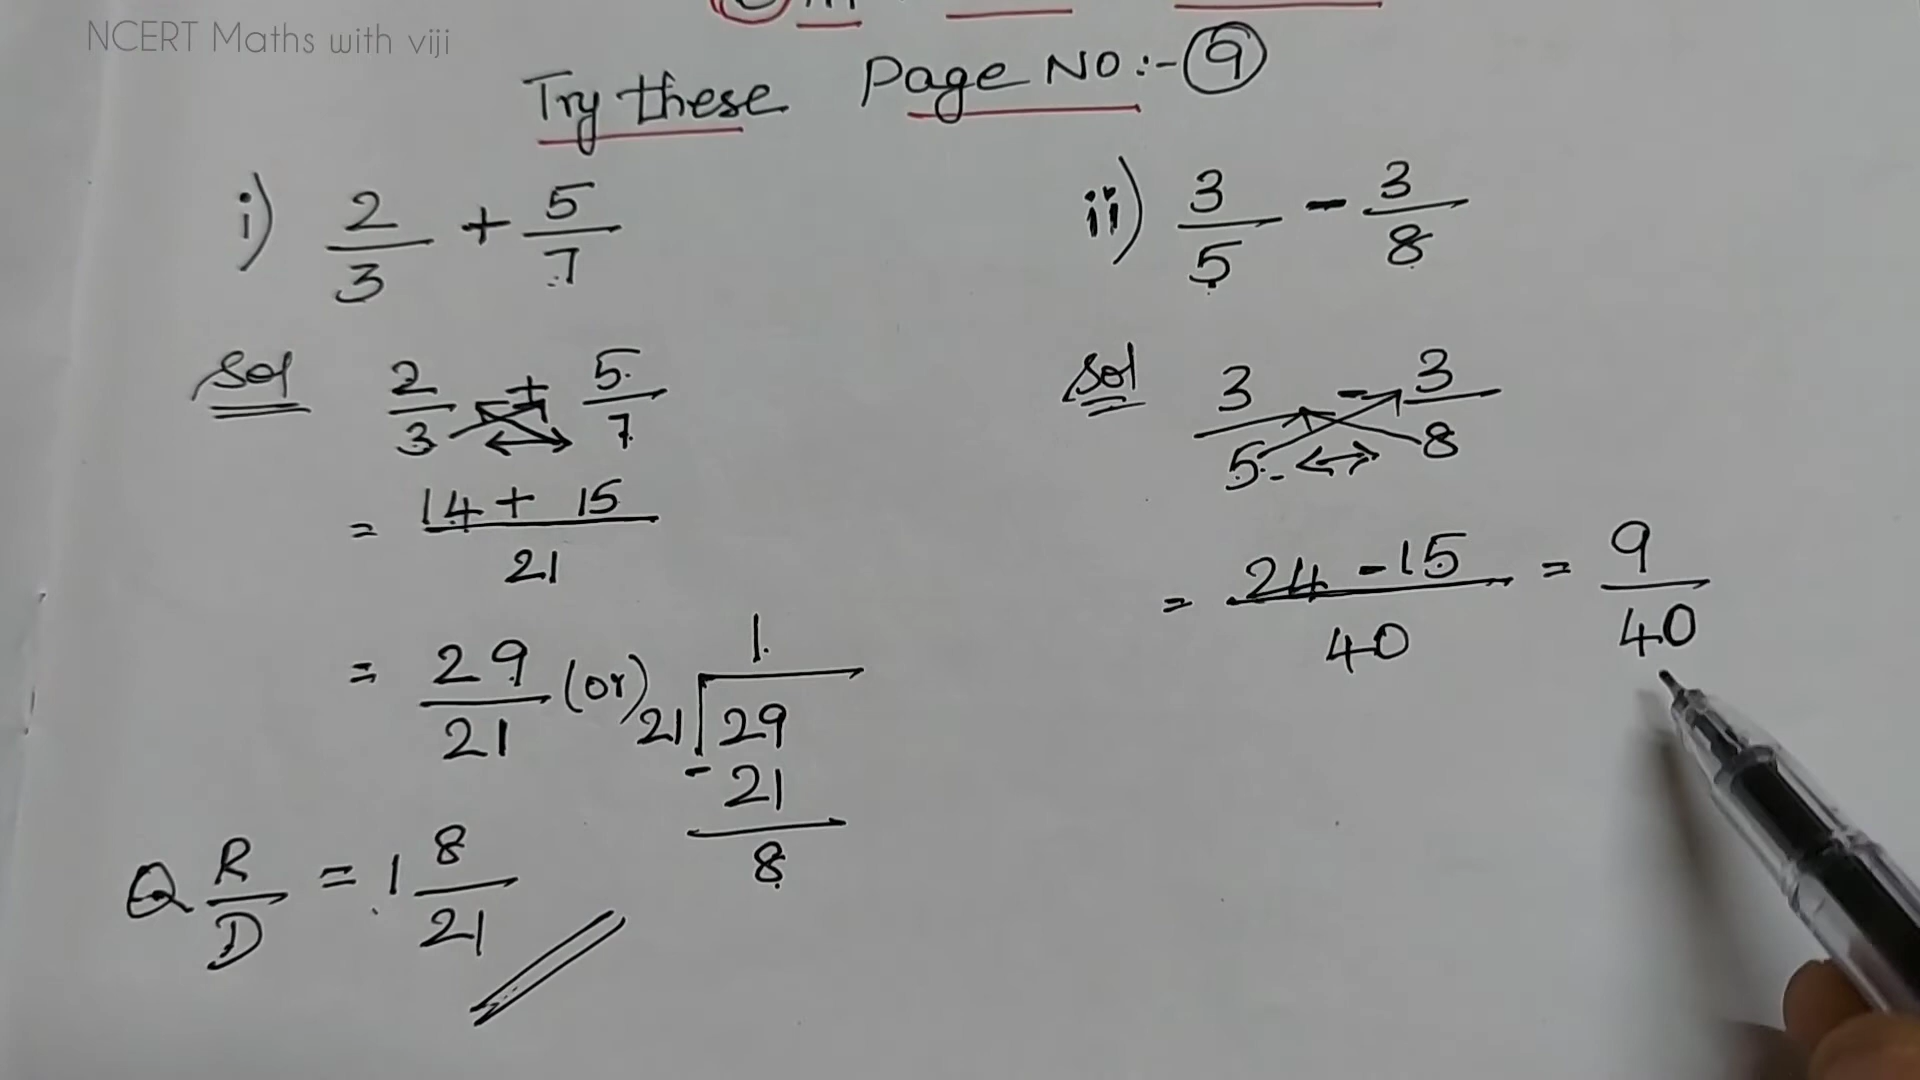 NCERT Maths with viji
Try these Page No:- 9
i) 2/3 + 5/7
Sol 2/3 + 5/7
= 14 + 15 / 21
= 29/21 (or) 21 29 1
- 21
8
Q R/D = 1 8/21
ii) 3/5 - 3/8
Sol 3/5 - 3/8
= 24 - 15 / 40 = 9/40